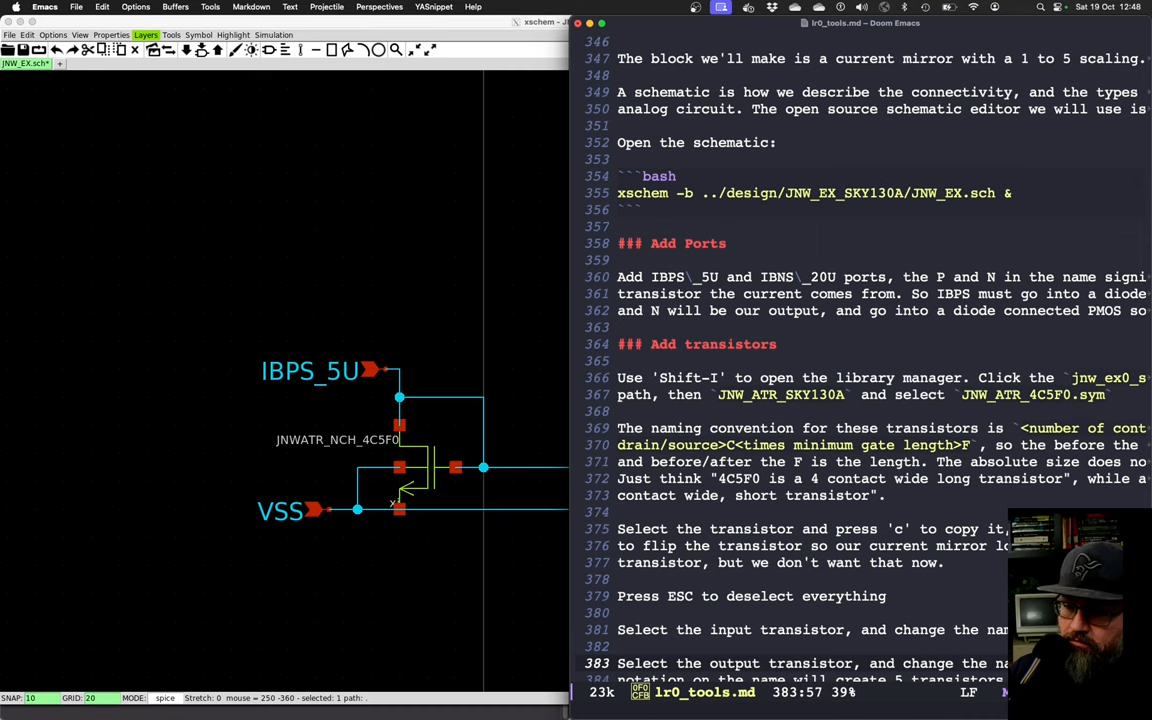 Emacs File Edit Options Buffers Tools Markdown Text Projectile Perspectives YASnippet Help Sat 19 Oct 12:48
xschem - J
lr0_tools.md – Doom Emacs
File Edit Options View Properties Layers Tools Symbol Highlight Simulation
JNW_EX.sch* +
IBPS_5U
JNWATR_NCH_4C5F0
VSS
SNAP: 10 GRID: 20 MODE: spice Stretch: 0 mouse = 250 -360 - selected: 1 path: .
346
347 The block we'll make is a current mirror with a 1 to 5 scaling.
348
349 A schematic is how we describe the connectivity, and the types
350 analog circuit. The open source schematic editor we will use is
351
352 Open the schematic:
353
354 ```bash
355 xschem -b ../design/JNW_EX_SKY130A/JNW_EX.sch &
356 ```
357
358 ### Add Ports
359
360 Add IBPS\_5U and IBNS\_20U ports, the P and N in the name signi
361 transistor the current comes from. So IBPS must go into a diode
362 and N will be our output, and go into a diode connected PMOS so
363
364 ### Add transistors
365
366 Use 'Shift-I' to open the library manager. Click the `jnw_ex0_s
367 path, then `JNW_ATR_SKY130A` and select `JNW_ATR_4C5F0.sym`
368
369 The naming convention for these transistors is `<number of cont
370 drain/source>C<times minimum gate length>F`, so the before the
371 and before/after the F is the length. The absolute size does no
372 Just think "4C5F0 is a 4 contact wide long transistor", while a
373 contact wide, short transistor".
374
375 Select the transistor and press 'c' to copy it,
376 to flip the transistor so our current mirror lo
377 transistor, but we don't want that now.
378
379 Press ESC to deselect everything
380
381 Select the input transistor, and change the nam
382
383 Select the output transistor, and change the na
384 notation on the name will create 5 transistors
23k lr0_tools.md 383:57 39% LF